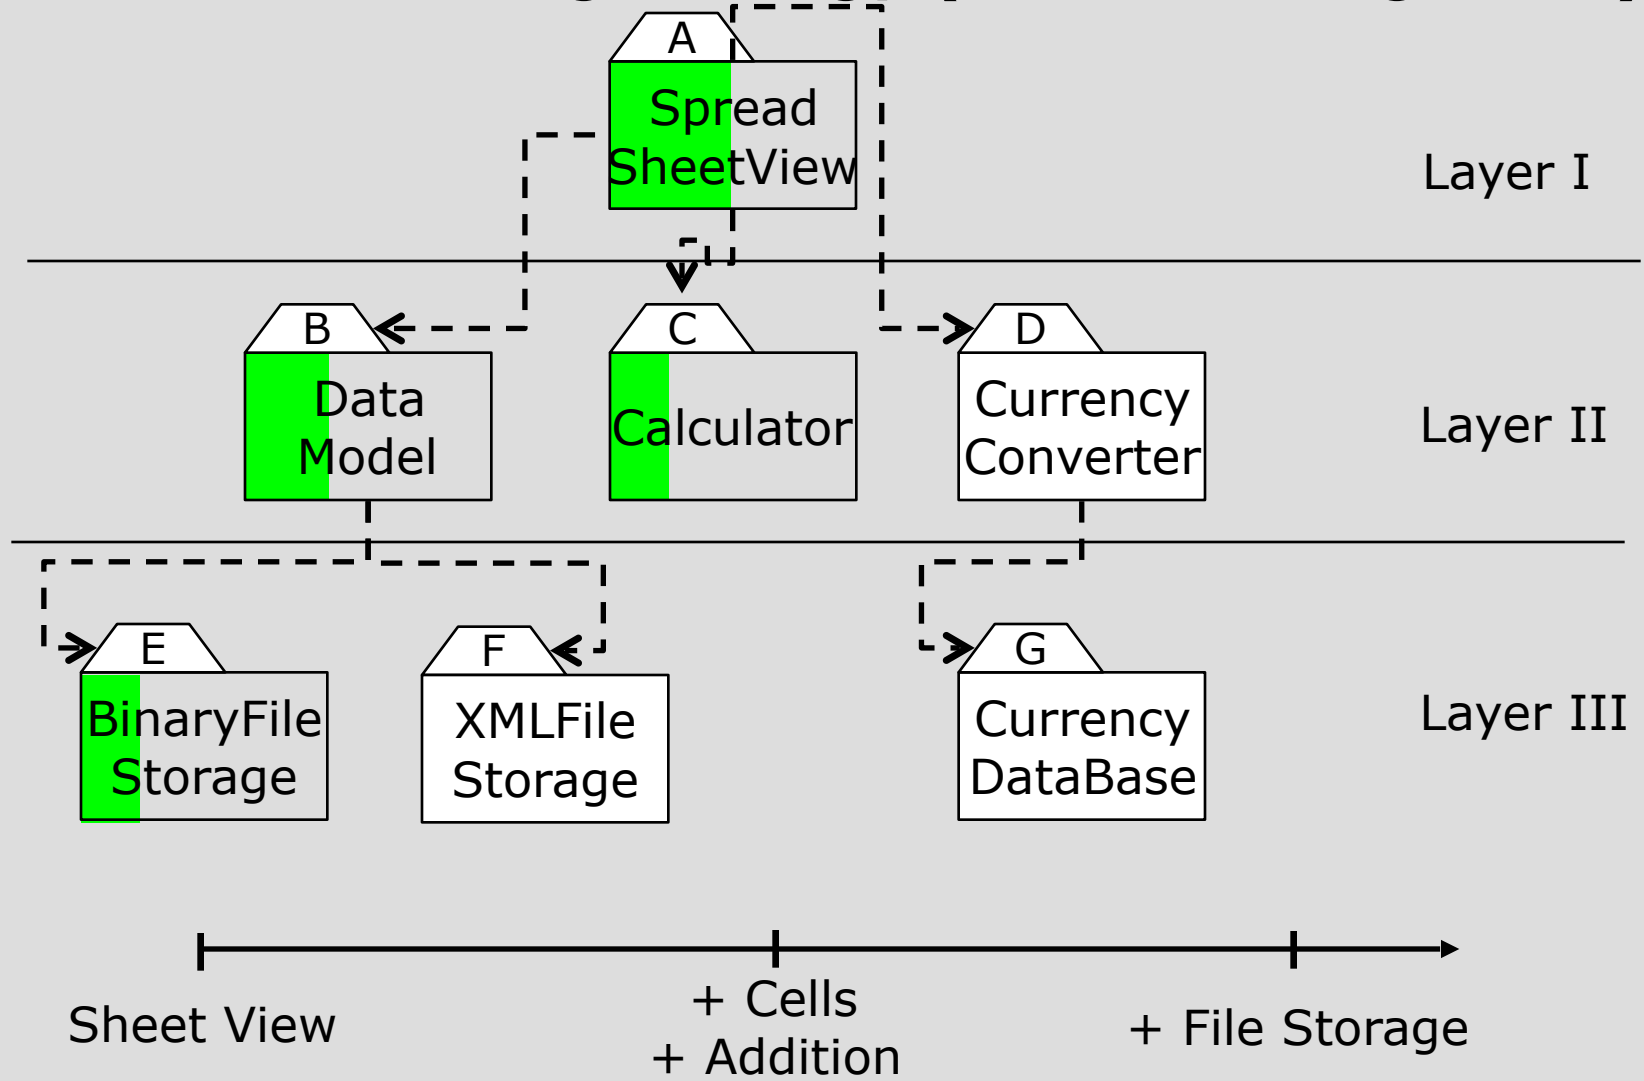 A
Spread
SheetView
Layer I
B
Data
Model
C
Calculator
D
Currency
Converter
Layer II
E
BinaryFile
Storage
F
XMLFile
Storage
G
Currency
DataBase
Layer III
Sheet View
+ Cells
+ Addition
+ File Storage